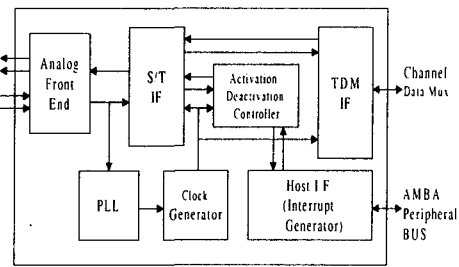 Analog
Front
End
S/T
IF
Activation
Deactivation
Controller
TDM
IF
Channel
Data Mux
PLL
Clock
Generator
Host I F
(Interrupt
Generator)
AMBA
Peripheral
BUS